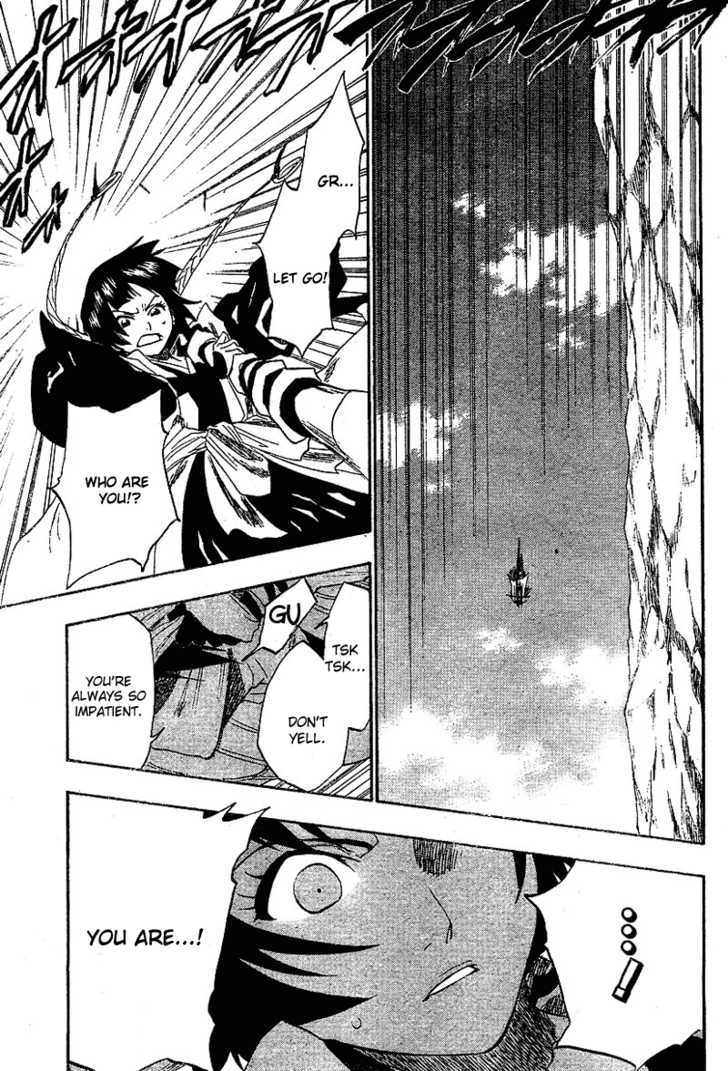 GR...
LET GO!
WHO ARE
YOU!?
GU
TSK
TSK...
DON'T
YELL.
YOU'RE
ALWAYS SO
IMPATIENT.
...!
YOU ARE...!